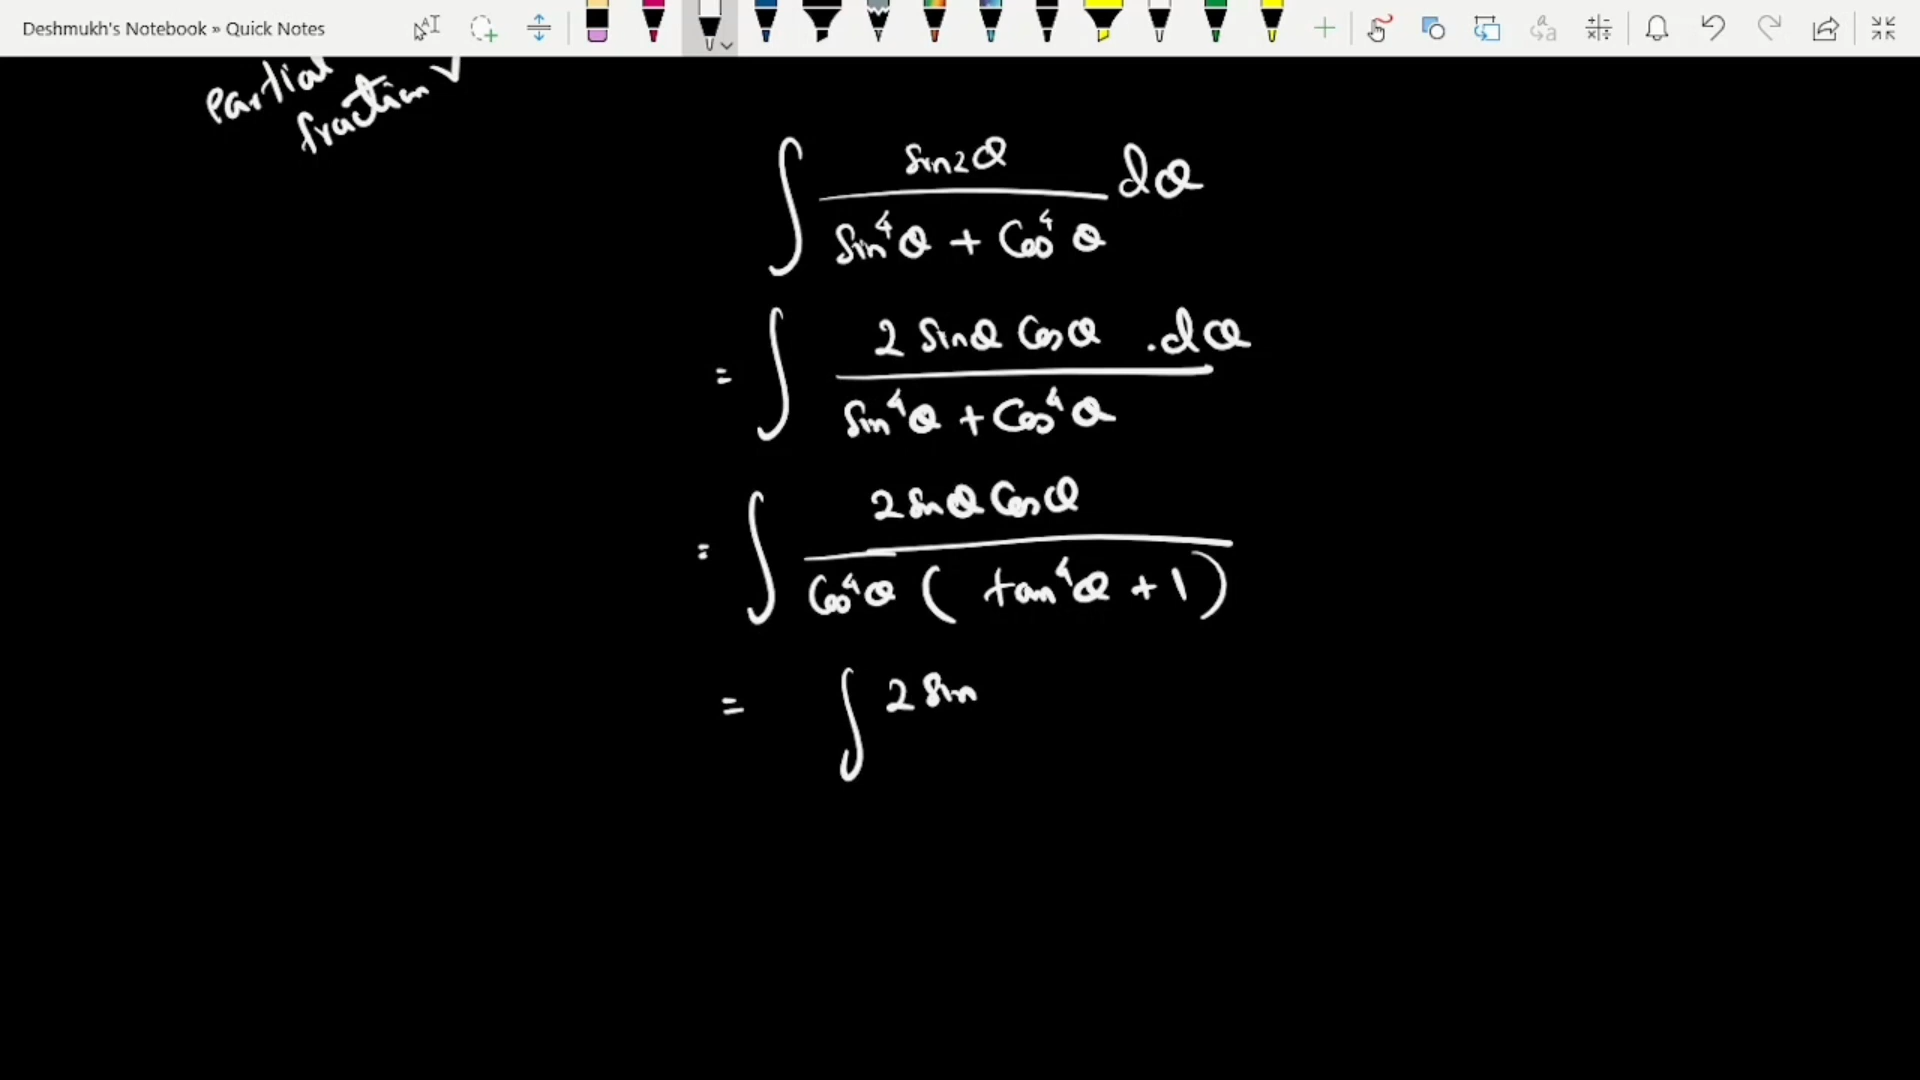 Deshmukh's Notebook » Quick Notes
partial
fraction ✓
∫ sin2θ / (sin⁴θ + cos⁴θ) dθ
= ∫ 2 sinθ cosθ .dθ / (sin⁴θ + cos⁴θ)
= ∫ 2 sinθ cosθ / cos⁴θ ( tan⁴θ + 1)
= ∫ 2 sin